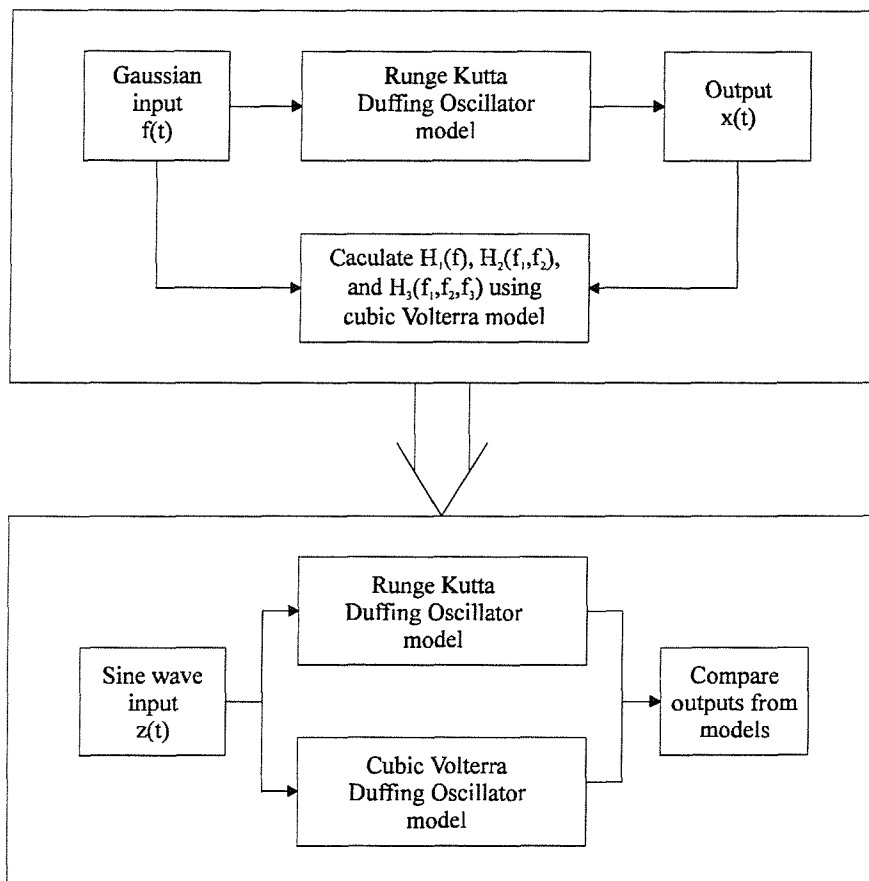 Gaussian
input
f(t)
Runge Kutta
Duffing Oscillator
model
Output
x(t)
Caculate H₁(f), H₂(f₁,f₂),
and H₃(f₁,f₂,f₃) using
cubic Volterra model
Sine wave
input
z(t)
Runge Kutta
Duffing Oscillator
model
Cubic Volterra
Duffing Oscillator
model
Compare
outputs from
models